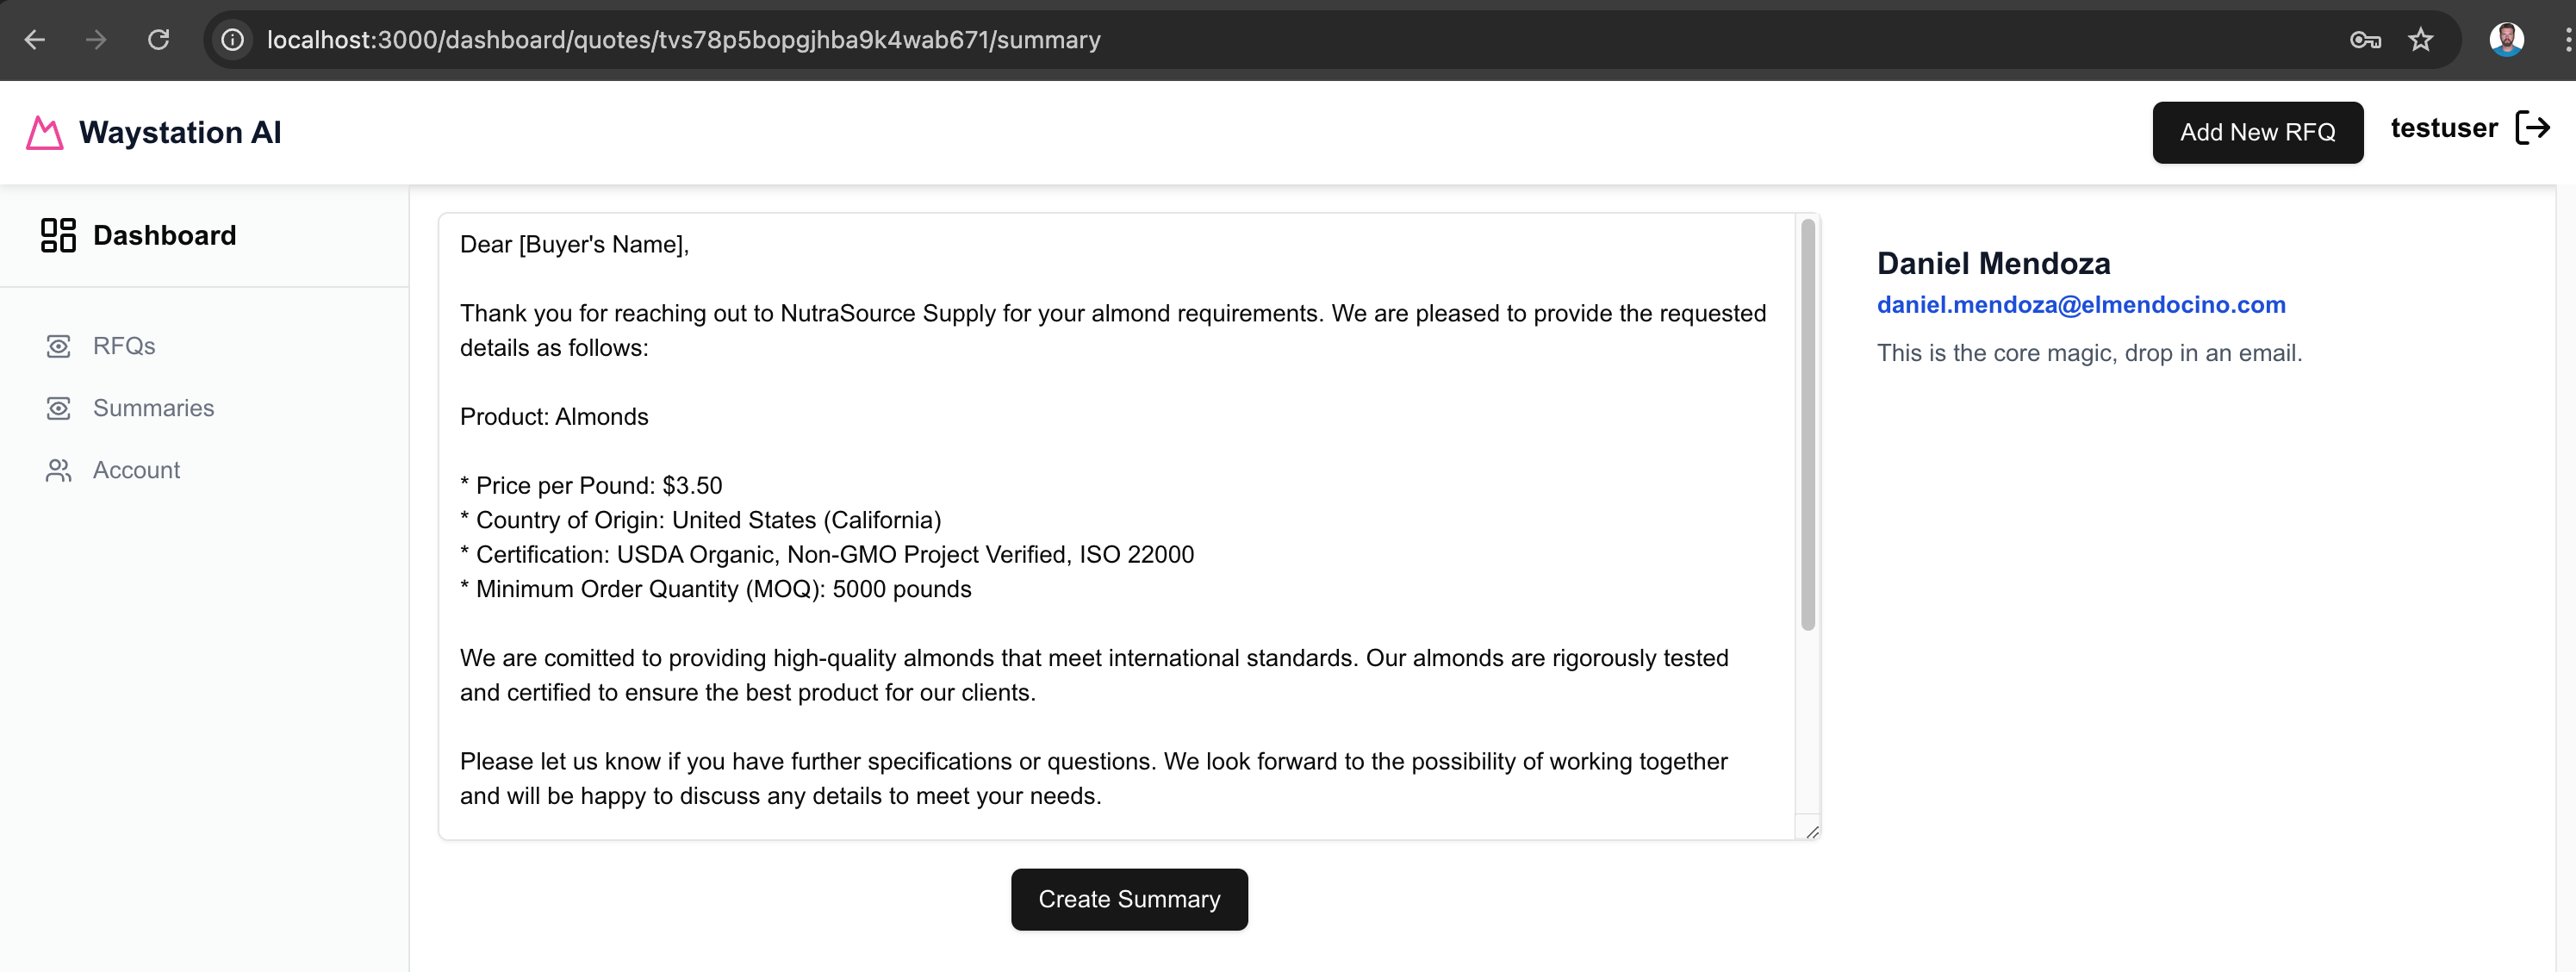 localhost:3000/dashboard/quotes/tvs78p5bopgjhba9k4wab671/summary
Waystation AI
Add New RFQ
testuser
Dashboard
RFQs
Summaries
Account
Dear [Buyer's Name],
Thank you for reaching out to NutraSource Supply for your almond requirements. We are pleased to provide the requested
details as follows:
Product: Almonds
* Price per Pound: $3.50
* Country of Origin: United States (California)
* Certification: USDA Organic, Non-GMO Project Verified, ISO 22000
* Minimum Order Quantity (MOQ): 5000 pounds
We are comitted to providing high-quality almonds that meet international standards. Our almonds are rigorously tested
and certified to ensure the best product for our clients.
Please let us know if you have further specifications or questions. We look forward to the possibility of working together
and will be happy to discuss any details to meet your needs.
Create Summary
Daniel Mendoza
daniel.mendoza@elmendocino.com
This is the core magic, drop in an email.